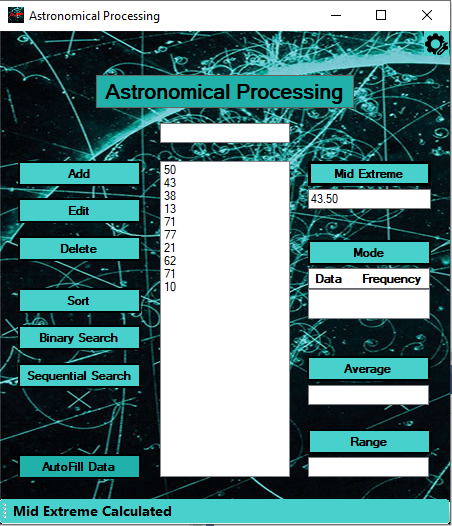 Astronomical Processing
Astronomical Processing
Add
Edit
Delete
Sort
Binary Search
Sequential Search
AutoFill Data
50
43
38
13
71
77
21
62
71
10
Mid Extreme
43.50
Mode
Data Frequency
Average
Range
Mid Extreme Calculated